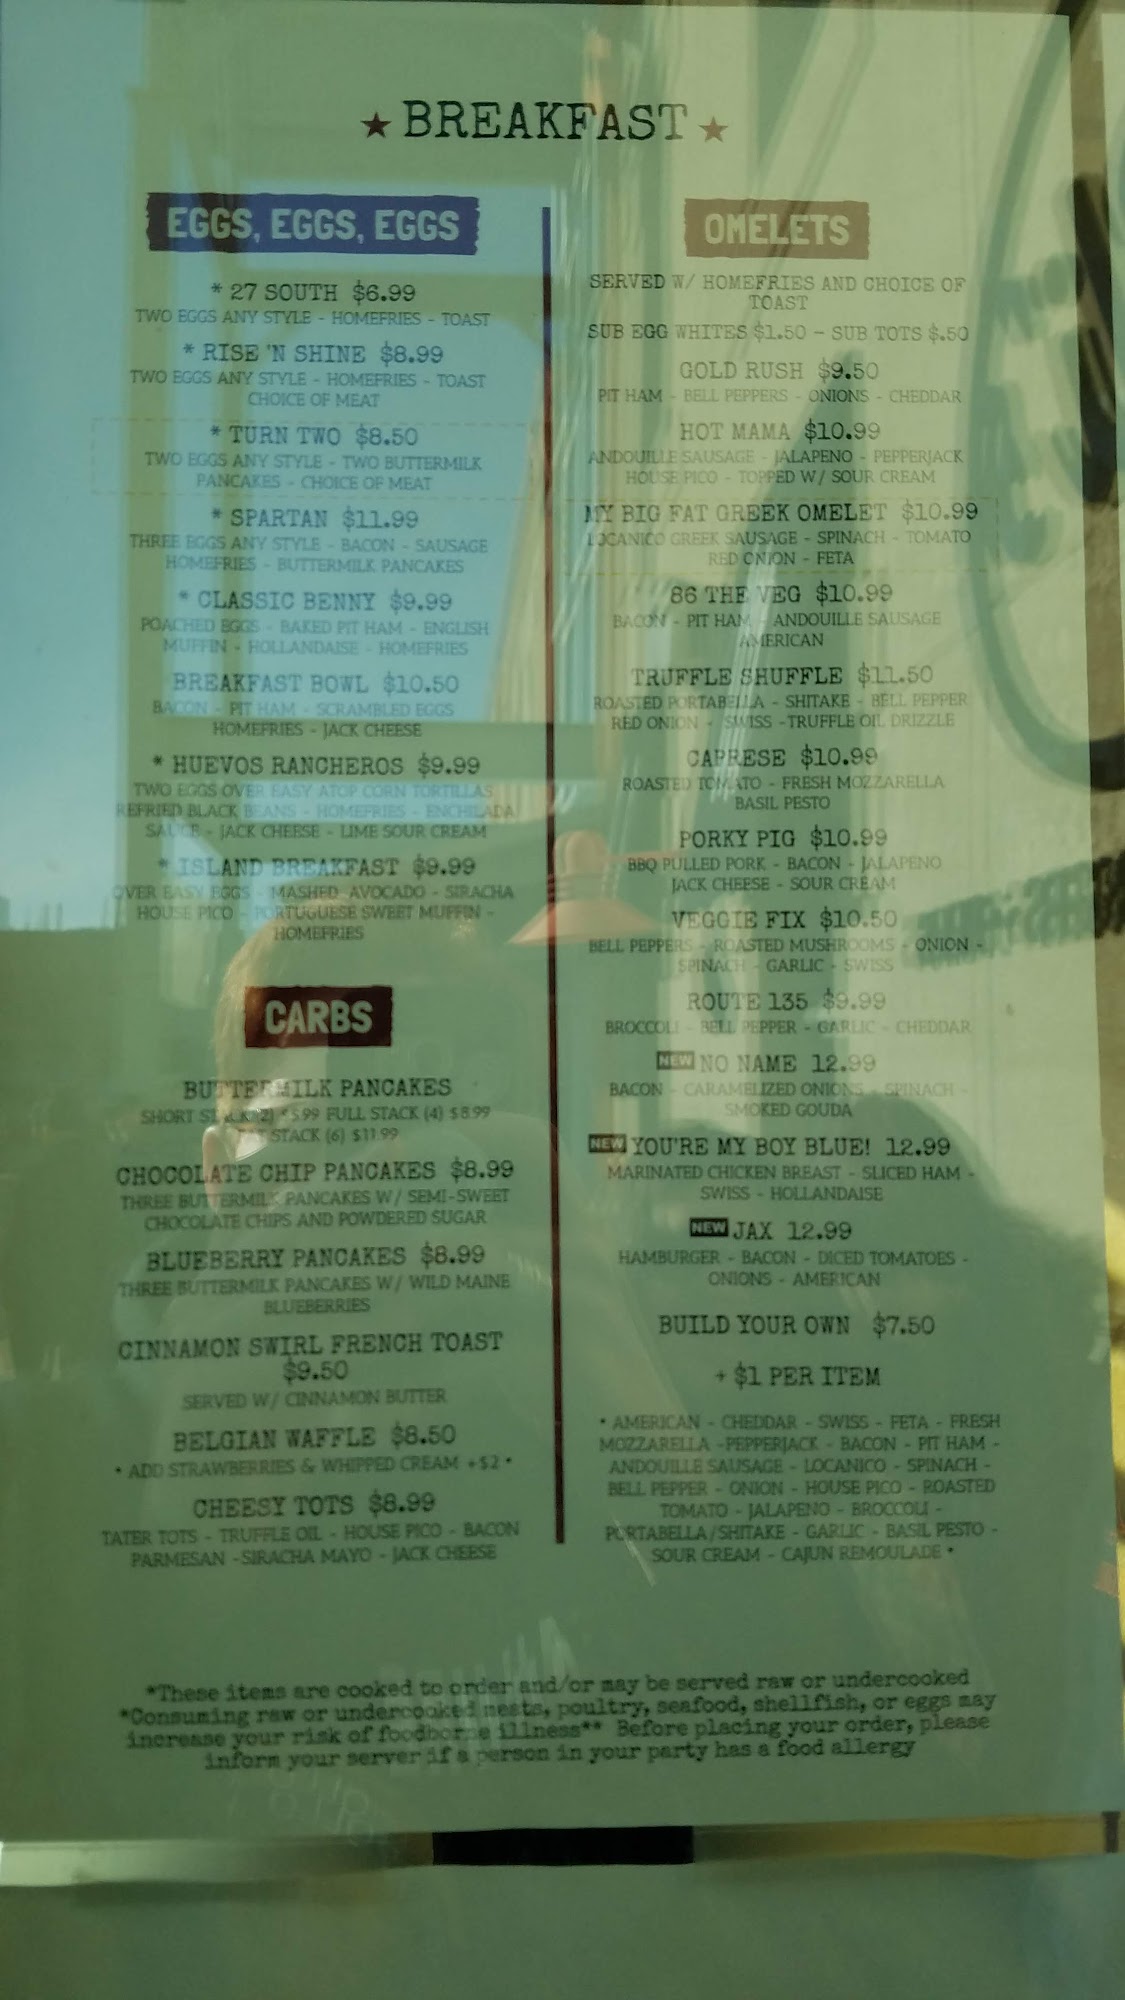 ★ BREAKFAST ★
EGGS, EGGS, EGGS
* 27 SOUTH $6.99
TWO EGGS ANY STYLE - HOMEFRIES - TOAST
* RISE 'N SHINE $8.99
TWO EGGS ANY STYLE - HOMEFRIES - TOAST
CHOICE OF MEAT
* TURN TWO $8.50
TWO EGGS ANY STYLE - TWO BUTTERMILK
PANCAKES - CHOICE OF MEAT
* SPARTAN $11.99
THREE EGGS ANY STYLE - BACON - SAUSAGE
HOMEFRIES - BUTTERMILK PANCAKES
* CLASSIC BENNY $9.99
POACHED EGGS - BAKED PIT HAM - ENGLISH
MUFFIN - HOLLANDAISE - HOMEFRIES
BREAKFAST BOWL $10.50
BACON - PIT HAM - SCRAMBLED EGGS
HOMEFRIES - JACK CHEESE
* HUEVOS RANCHEROS $9.99
TWO EGGS OVER EASY ATOP CORN TORTILLAS
REFRIED BLACK BEANS - HOMEFRIES - ENCHILADA
SAUCE - JACK CHEESE - LIME SOUR CREAM
* ISLAND BREAKFAST $9.99
OVER EASY EGGS - MASHED AVOCADO - SIRACHA
HOUSE PICO - PORTUGUESE SWEET MUFFIN -
HOMEFRIES
CARBS
BUTTERMILK PANCAKES
SHORT STACK (2) $5.99 FULL STACK (4) $8.99
STACK (6) $11.99
CHOCOLATE CHIP PANCAKES $8.99
THREE BUTTERMILK PANCAKES W/ SEMI-SWEET
CHOCOLATE CHIPS AND POWDERED SUGAR
BLUEBERRY PANCAKES $8.99
THREE BUTTERMILK PANCAKES W/ WILD MAINE
BLUEBERRIES
CINNAMON SWIRL FRENCH TOAST
$9.50
SERVED W/ CINNAMON BUTTER
BELGIAN WAFFLE $8.50
• ADD STRAWBERRIES & WHIPPED CREAM +$2 •
CHEESY TOTS $8.99
TATER TOTS - TRUFFLE OIL - HOUSE PICO - BACON
PARMESAN -SIRACHA MAYO - JACK CHEESE
OMELETS
SERVED W/ HOMEFRIES AND CHOICE OF
TOAST
SUB EGG WHITES $1.50 - SUB TOTS $.50
GOLD RUSH $9.50
PIT HAM - BELL PEPPERS - ONIONS - CHEDDAR
HOT MAMA $10.99
ANDOUILLE SAUSAGE - JALAPENO - PEPPERJACK
HOUSE PICO - TOPPED W/ SOUR CREAM
MY BIG FAT GREEK OMELET $10.99
LOCANICO GREEK SAUSAGE - SPINACH - TOMATO
RED ONION - FETA
86 THE VEG $10.99
BACON - PIT HAM - ANDOUILLE SAUSAGE
AMERICAN
TRUFFLE SHUFFLE $11.50
ROASTED PORTABELLA - SHITAKE - BELL PEPPER
RED ONION - SWISS -TRUFFLE OIL DRIZZLE
CAPRESE $10.99
ROASTED TOMATO - FRESH MOZZARELLA
BASIL PESTO
PORKY PIG $10.99
BBQ PULLED PORK - BACON - JALAPENO
JACK CHEESE - SOUR CREAM
VEGGIE FIX $10.50
BELL PEPPERS - ROASTED MUSHROOMS - ONION -
SPINACH - GARLIC - SWISS
ROUTE 135 $9.99
BROCCOLI - BELL PEPPER - GARLIC - CHEDDAR
NEW NO NAME 12.99
BACON - CARAMELIZED ONIONS - SPINACH -
SMOKED GOUDA
NEW YOU'RE MY BOY BLUE! 12.99
MARINATED CHICKEN BREAST - SLICED HAM -
SWISS - HOLLANDAISE
NEW JAX 12.99
HAMBURGER - BACON - DICED TOMATOES -
ONIONS - AMERICAN
BUILD YOUR OWN $7.50
+ $1 PER ITEM
• AMERICAN - CHEDDAR - SWISS - FETA - FRESH
MOZZARELLA -PEPPERJACK - BACON - PIT HAM -
ANDOUILLE SAUSAGE - LOCANICO - SPINACH -
BELL PEPPER - ONION - HOUSE PICO - ROASTED
TOMATO - JALAPENO - BROCCOLI -
PORTABELLA/SHITAKE - GARLIC - BASIL PESTO -
SOUR CREAM - CAJUN REMOULADE •
*These items are cooked to order and/or may be served raw or undercooked
*Consuming raw or undercooked meats, poultry, seafood, shellfish, or eggs may
increase your risk of foodborne illness** Before placing your order, please
inform your server if a person in your party has a food allergy